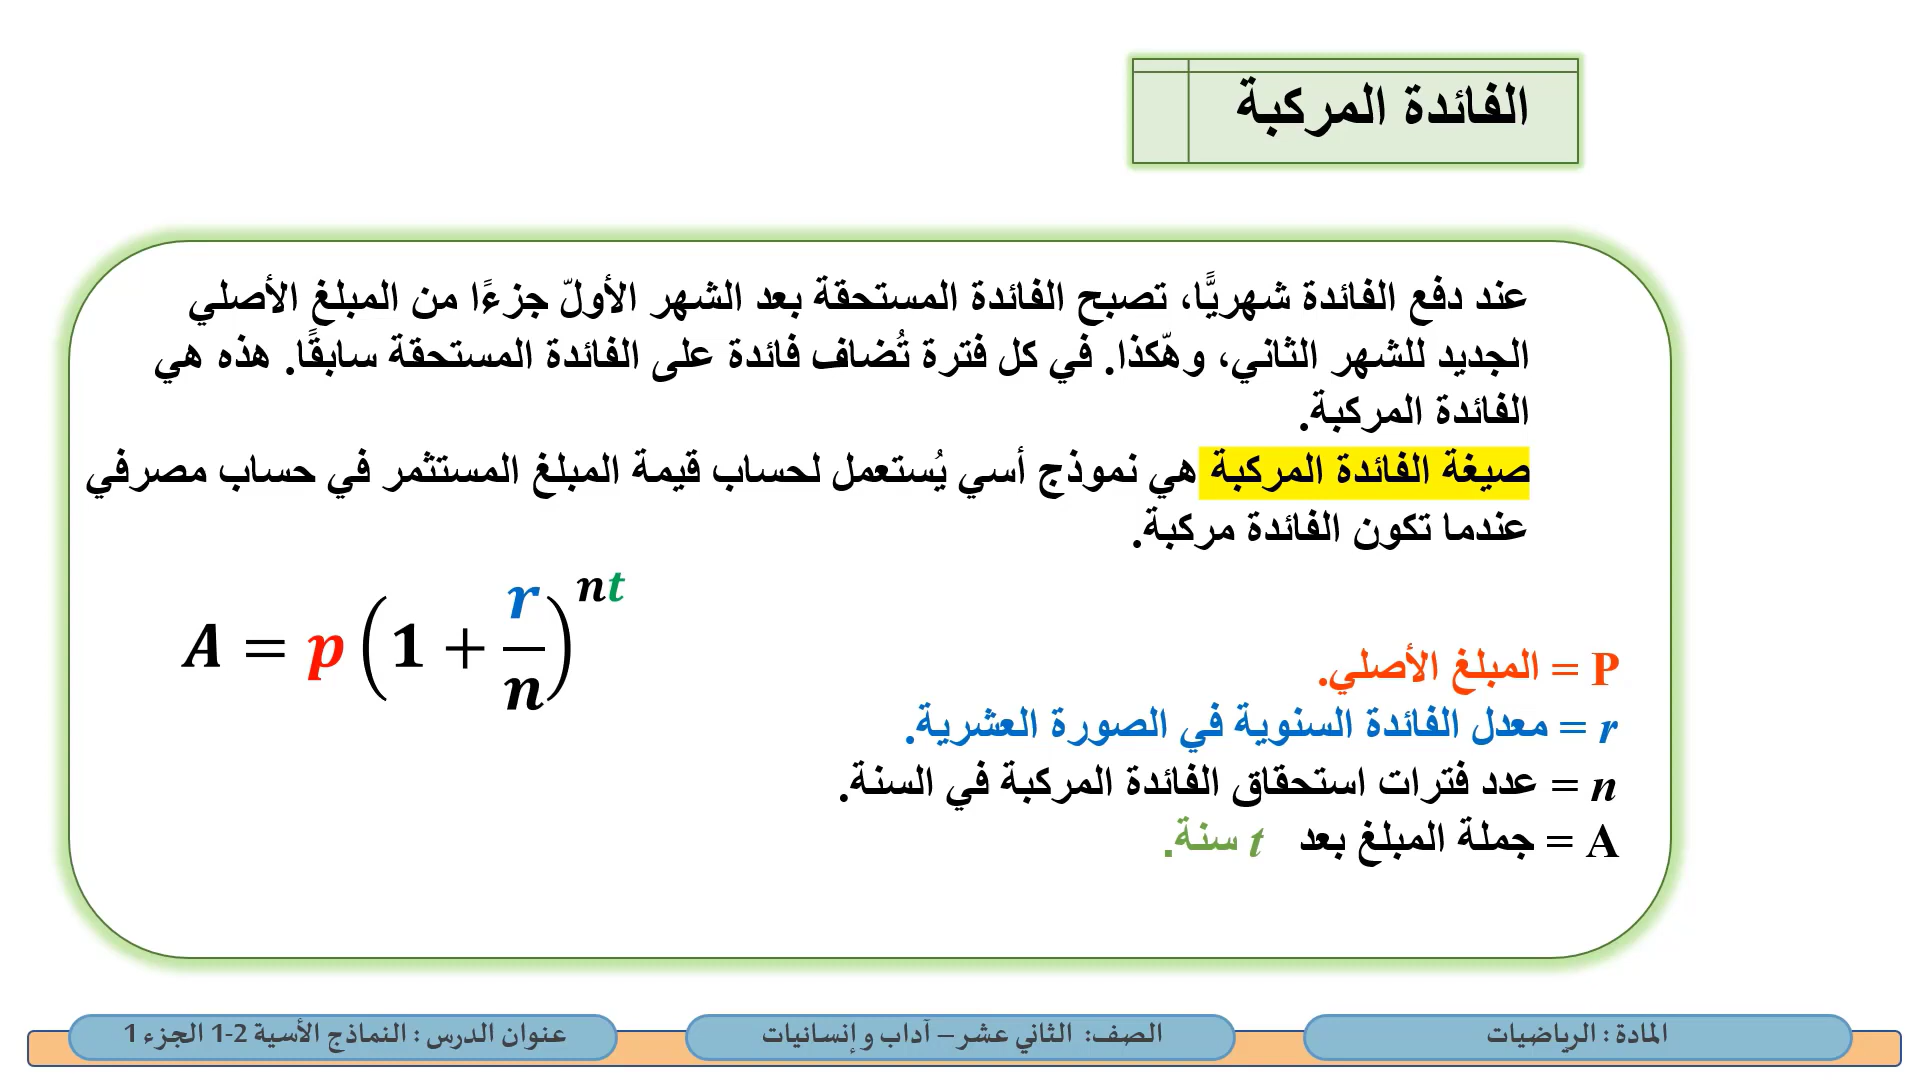 الفائدة المركبة
عند دفع الفائدة شهريًّا، تصبح الفائدة المستحقة بعد الشهر الأولّ جزءًا من المبلغ الأصلي
الجديد للشهر الثاني، وهّكذا. في كل فترة تُضاف فائدة على الفائدة المستحقة سابقًا. هذه هي
الفائدة المركبة.
صيغة الفائدة المركبة هي نموذج أسي يُستعمل لحساب قيمة المبلغ المستثمر في حساب مصرفي
عندما تكون الفائدة مركبة.
A = p(1 + r/n)^nt
P = المبلغ الأصلي.
r = معدل الفائدة السنوية في الصورة العشرية.
n = عدد فترات استحقاق الفائدة المركبة في السنة.
A = جملة المبلغ بعد t سنة.
المادة : الرياضيات
الصف: الثاني عشر – آداب و إنسانيات
عنوان الدرس : النماذج الأسية 2-1 الجزء 1